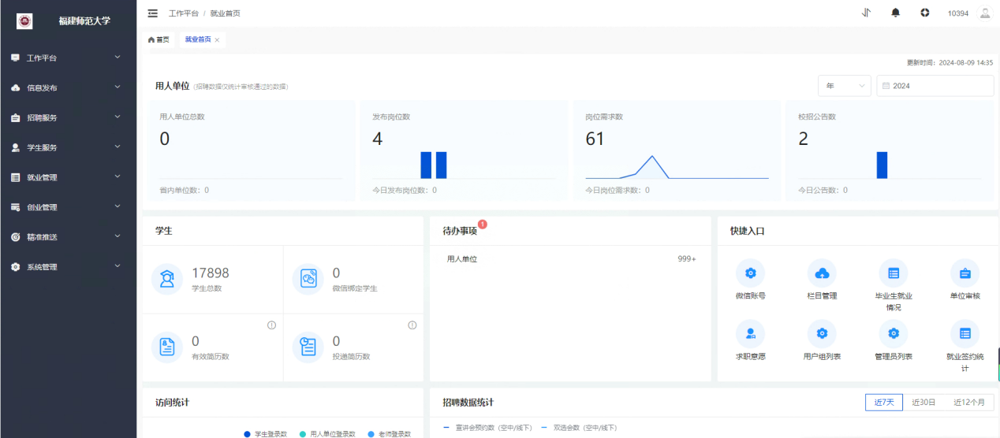 福建师范大学
工作平台 / 就业首页
10394
首页
就业首页 ×
工作平台
信息发布
招聘服务
学生服务
就业管理
创业管理
精准推送
系统管理
更新时间：2024-08-09 14:35
用人单位（招聘数据仅统计审核通过的数据）
年
2024
用人单位总数
0
省内单位数：0
发布岗位数
4
今日发布岗位数：0
岗位需求数
61
今日岗位需求数：0
校招公告数
2
今日公告数：0
学生
17898
学生总数
0
微信绑定学生
0
有效简历数
0
投递简历数
待办事项
1
用人单位 999+
快捷入口
微信账号
栏目管理
毕业生就业
情况
单位审核
求职意愿
用户组列表
管理员列表
就业签约统
计
访问统计
学生登录数 用人单位登录数 老师登录数
招聘数据统计
近7天 近30日 近12个月
宣讲会预约数（空中/线下） 双选会数（空中/线下）